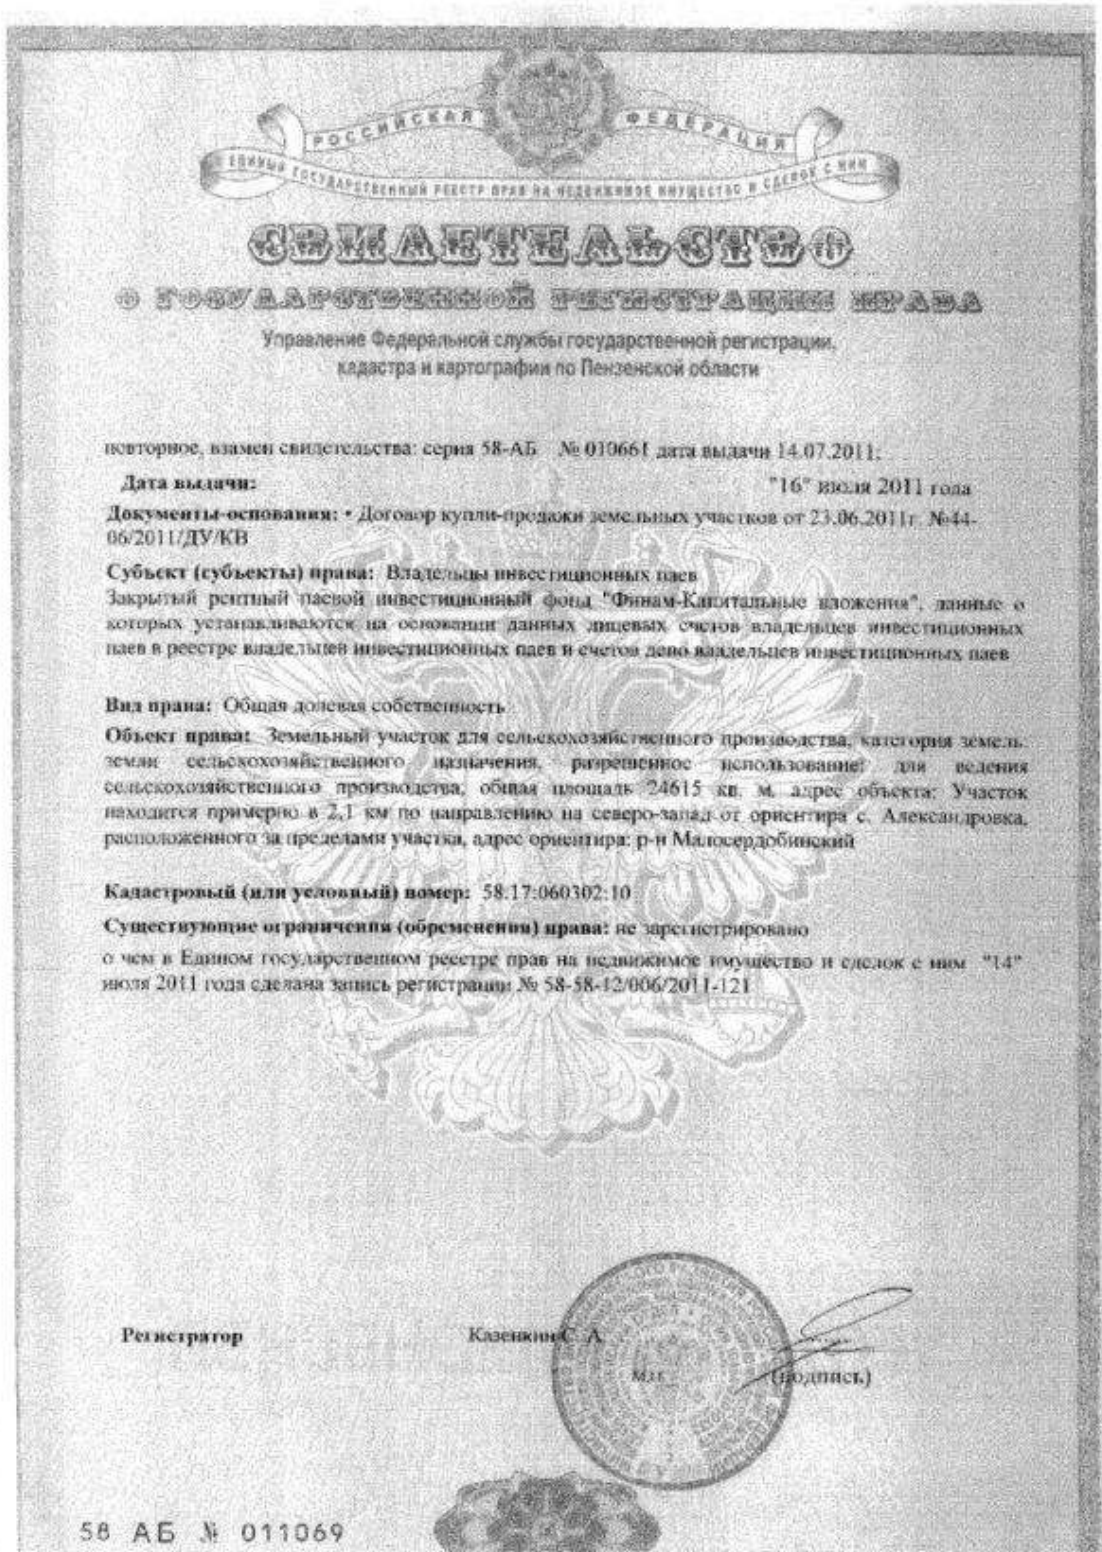 РОССИЙСКАЯ ФЕДЕРАЦИЯ
ЕДИНЫЙ ГОСУДАРСТВЕННЫЙ РЕЕСТР ПРАВ НА НЕДВИЖИМОЕ ИМУЩЕСТВО И СДЕЛОК С НИМ
СВИДЕТЕЛЬСТВО
О ГОСУДАРСТВЕННОЙ РЕГИСТРАЦИИ ПРАВА
Управление Федеральной службы государственной регистрации,
кадастра и картографии по Пензенской области
повторное, взамен свидетельства: серия 58-АБ № 010661 дата выдачи 14.07.2011;
Дата выдачи: "16" июля 2011 года
Документы-основания: • Договор купли-продажи земельных участков от 23.06.2011г. №44-
06/2011/ДУ/КВ
Субъект (субъекты) права: Владельцы инвестиционных паев
Закрытый рентный паевой инвестиционный фонд "Финам-Капитальные вложения", данные о
которых устанавливаются на основании данных лицевых счетов владельцев инвестиционных
паев в реестре владельцев инвестиционных паев и счетов депо владельцев инвестиционных паев
Вид права: Общая долевая собственность
Объект права: Земельный участок для сельскохозяйственного производства, категория земель:
земли сельскохозяйственного назначения, разрешенное использование: для ведения
сельскохозяйственного производства, общая площадь 24615 кв. м, адрес объекта: Участок
находится примерно в 2,1 км по направлению на северо-запад от ориентира с. Александровка,
расположенного за пределами участка, адрес ориентира: р-н Малосердобинский
Кадастровый (или условный) номер: 58:17:060302:10
Существующие ограничения (обременения) права: не зарегистрировано
о чем в Едином государственном реестре прав на недвижимое имущество и сделок с ним "14"
июля 2011 года сделана запись регистрации № 58-58-12/006/2011-121
Регистратор Казенкин С. А.
М.п. (подпись)
58 АБ № 011069